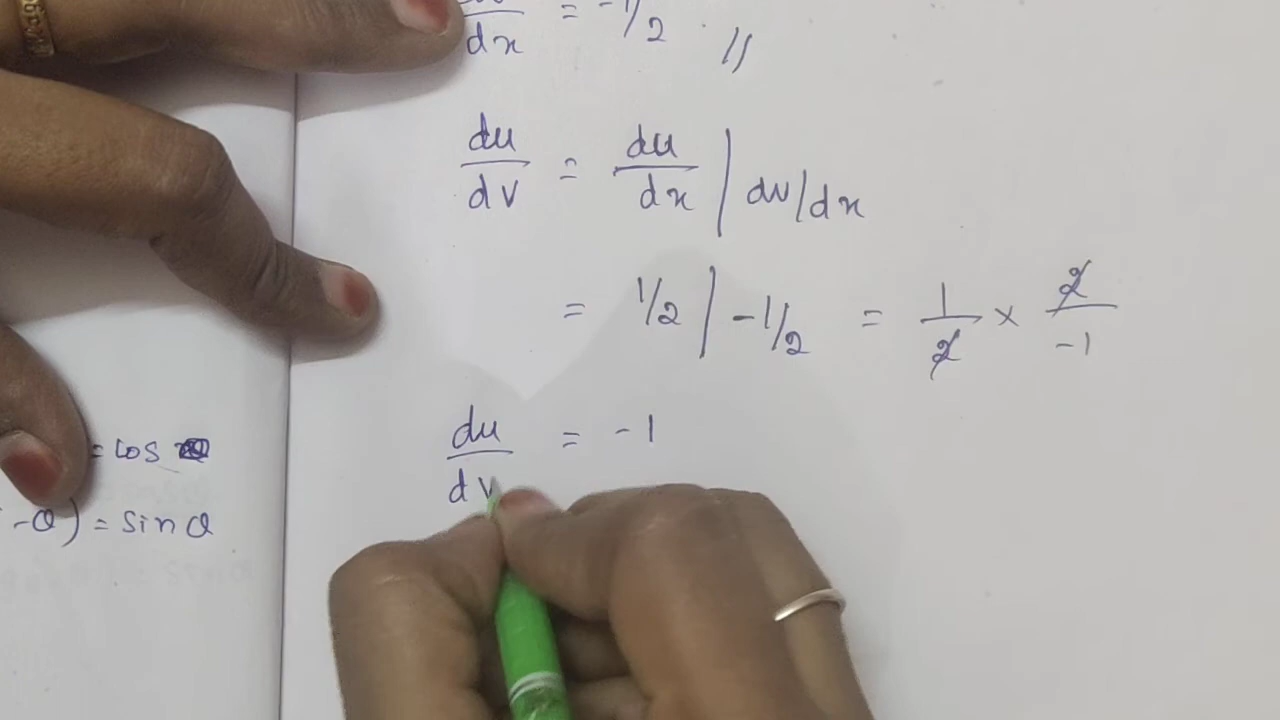 dx = -1/2 //
du/dv = du/dx | dv/dx
= 1/2 | -1/2 = 1/2 × 2/-1
du/dv = -1
= cos
-θ) = sin θ